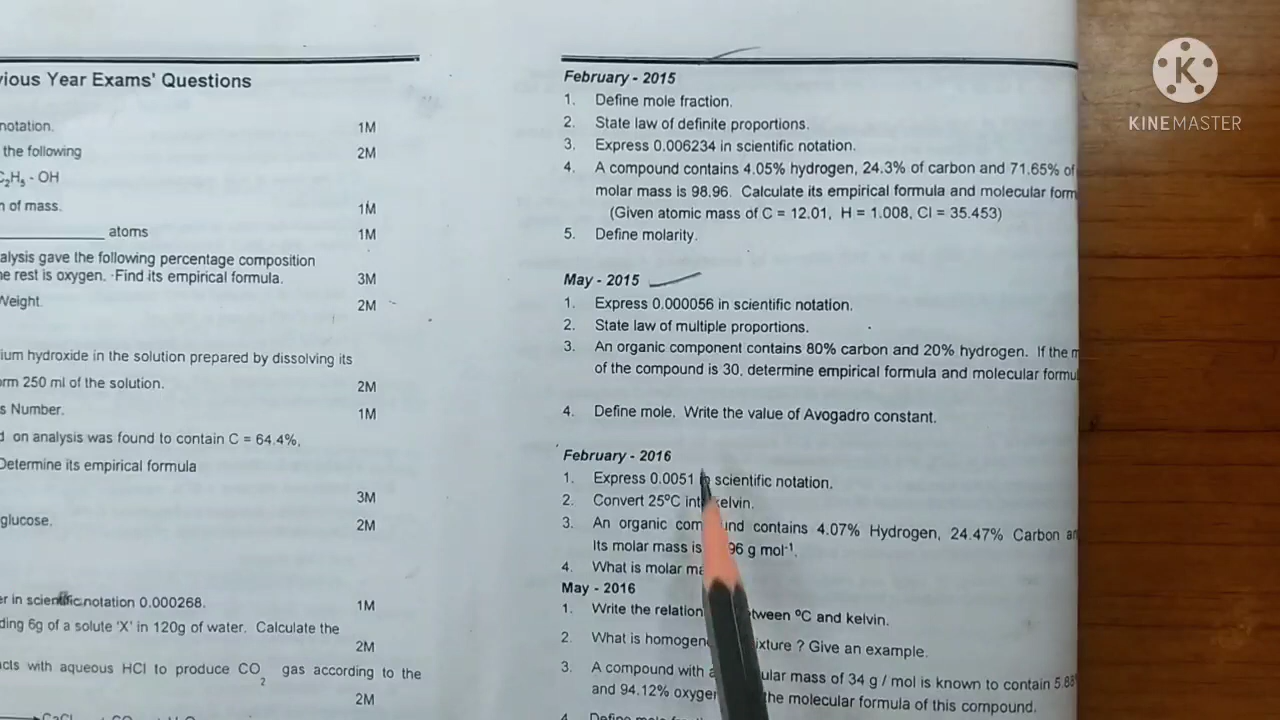 vious Year Exams' Questions
notation. 1M
the following 2M
C₂H₅ - OH
of mass. 1M
atoms 1M
alysis gave the following percentage composition
e rest is oxygen. Find its empirical formula. 3M
Weight. 2M
ium hydroxide in the solution prepared by dissolving its
orm 250 ml of the solution. 2M
s Number. 1M
on analysis was found to contain C = 64.4%,
Determine its empirical formula
3M
glucose. 2M
er in scientific notation 0.000268. 1M
ding 6g of a solute 'X' in 120g of water. Calculate the
2M
acts with aqueous HCl to produce CO₂ gas according to the
2M
February - 2015
1. Define mole fraction.
2. State law of definite proportions.
3. Express 0.006234 in scientific notation.
4. A compound contains 4.05% hydrogen, 24.3% of carbon and 71.65% of
molar mass is 98.96. Calculate its empirical formula and molecular form
(Given atomic mass of C = 12.01, H = 1.008, Cl = 35.453)
5. Define molarity.
May - 2015
1. Express 0.000056 in scientific notation.
2. State law of multiple proportions.
3. An organic component contains 80% carbon and 20% hydrogen. If the m
of the compound is 30, determine empirical formula and molecular formu
4. Define mole. Write the value of Avogadro constant.
February - 2016
1. Express 0.0051 scientific notation.
2. Convert 25°C int kelvin.
3. An organic com und contains 4.07% Hydrogen, 24.47% Carbon an
Its molar mass is 96 g mol⁻¹.
4. What is molar ma
May - 2016
1. Write the relation between ºC and kelvin.
2. What is homogen ixture ? Give an example.
3. A compound with a ular mass of 34 g / mol is known to contain 5.88
and 94.12% oxyge the molecular formula of this compound.
4.
K
KINEMASTER